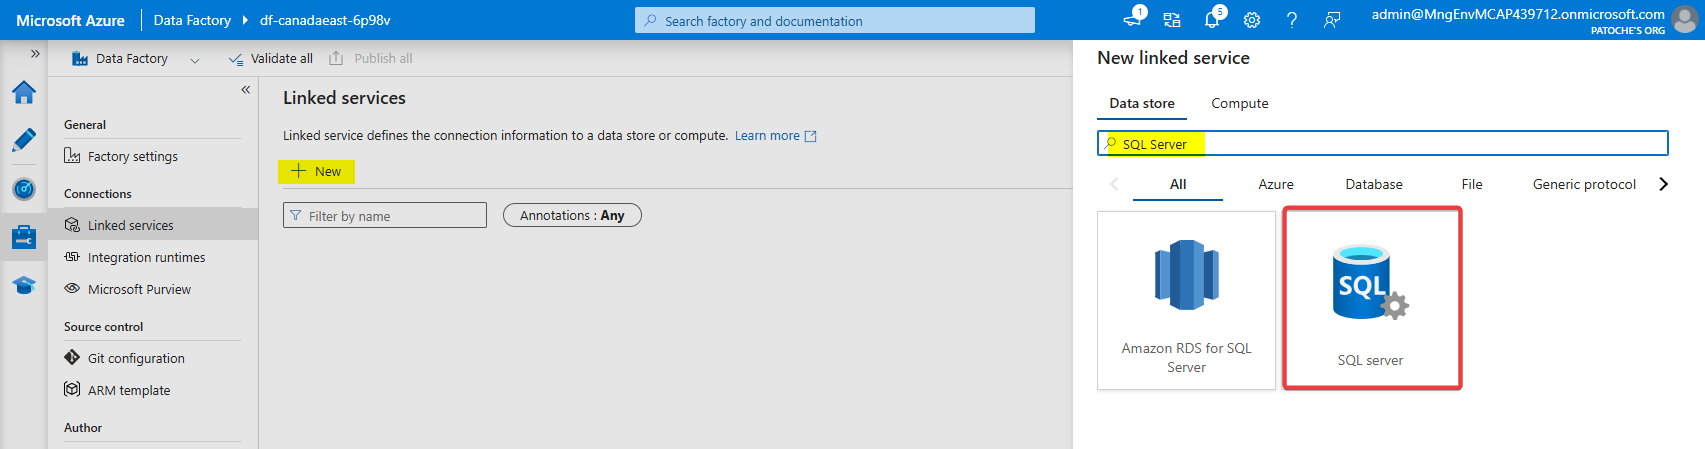 Microsoft Azure
Data Factory
df-canadaeast-6p98v
Search factory and documentation
1
5
admin@MngEnvMCAP439712.onmicrosoft.com
PATOCHE'S ORG
Data Factory
Validate all
Publish all
General
Factory settings
Connections
Linked services
Integration runtimes
Microsoft Purview
Source control
Git configuration
ARM template
Author
Linked services
Linked service defines the connection information to a data store or compute. Learn more
New
Filter by name
Annotations : Any
New linked service
Data store
Compute
SQL Server
All
Azure
Database
File
Generic protocol
Amazon RDS for SQL
Server
SQL
SQL server